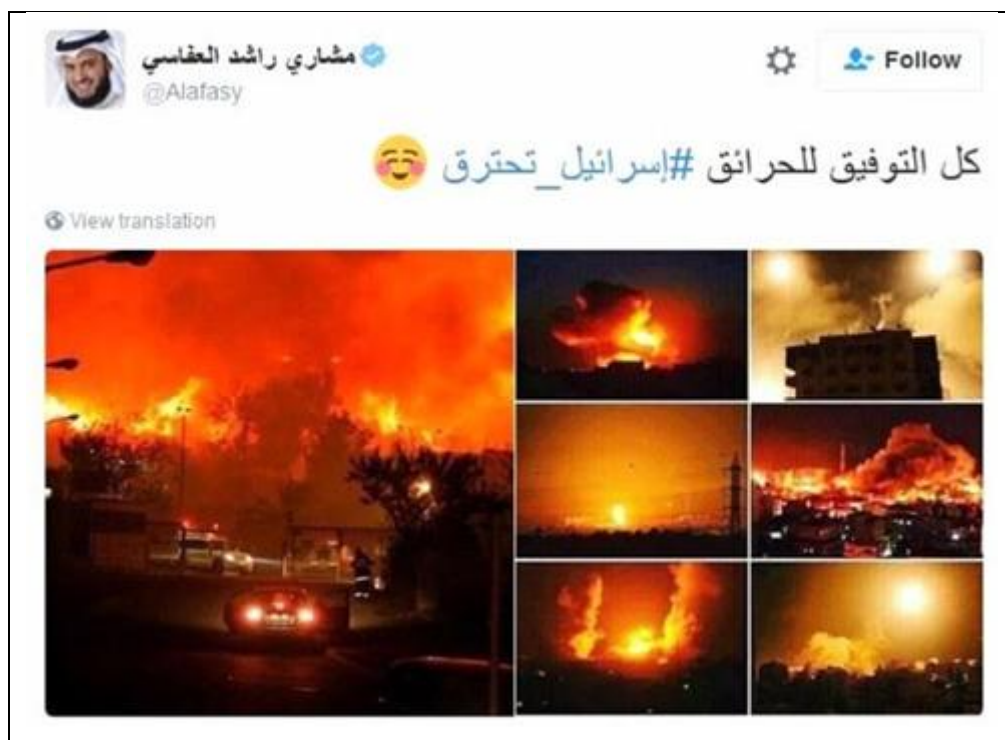 مشاري راشد العفاسي
@Alafasy
Follow
كل التوفيق للحرائق #إسرائيل_تحترق
View translation